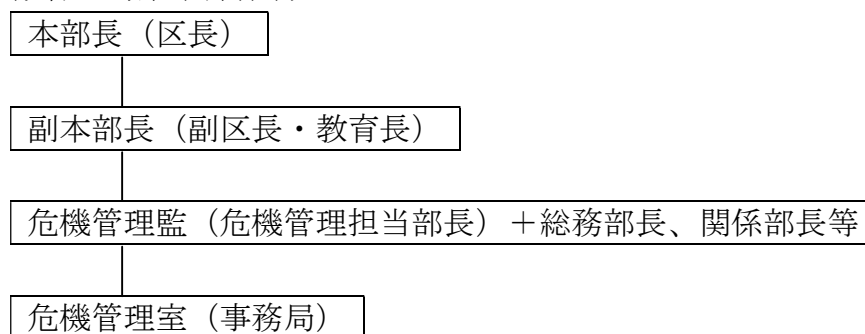 本部長（区長）
副本部長（副区長・教育長）
危機管理監（危機管理担当部長）＋総務部長、関係部長等
危機管理室（事務局）